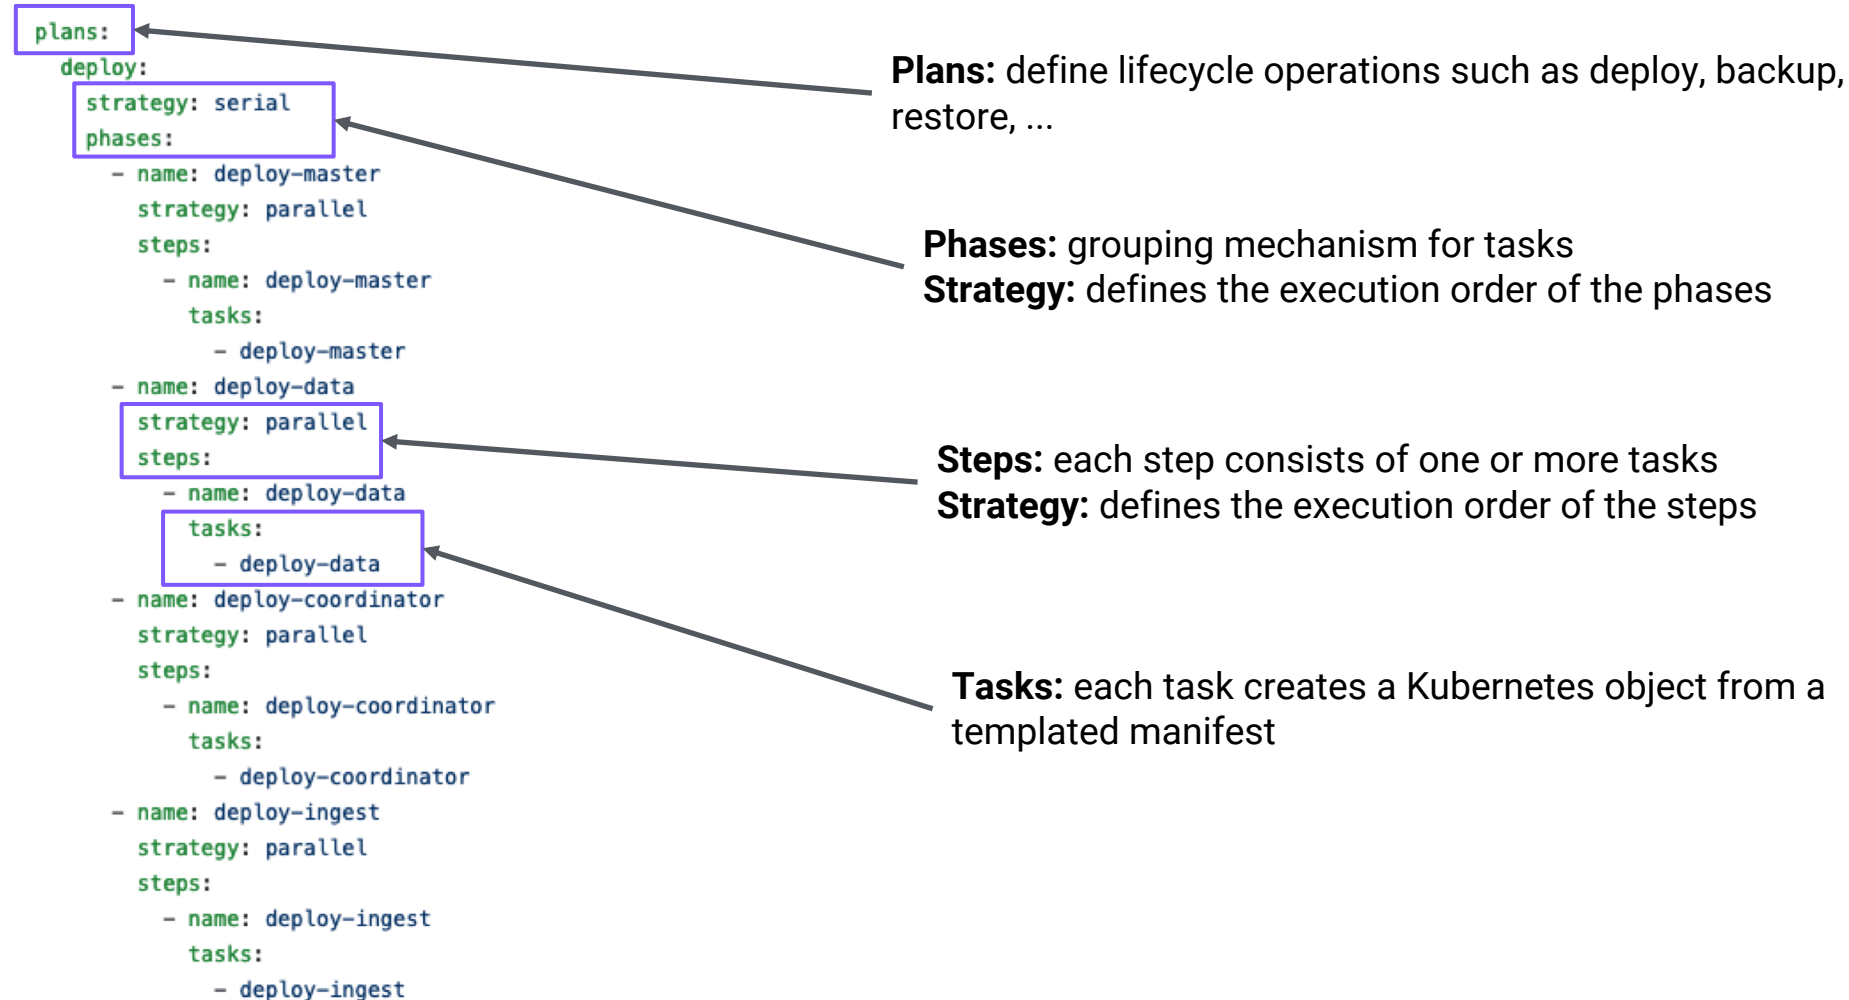 plans:
deploy:
strategy: serial
phases:
- name: deploy-master
strategy: parallel
steps:
- name: deploy-master
tasks:
- deploy-master
- name: deploy-data
strategy: parallel
steps:
- name: deploy-data
tasks:
- deploy-data
- name: deploy-coordinator
strategy: parallel
steps:
- name: deploy-coordinator
tasks:
- deploy-coordinator
- name: deploy-ingest
strategy: parallel
steps:
- name: deploy-ingest
tasks:
- deploy-ingest
Plans: define lifecycle operations such as deploy, backup,
restore, ...
Phases: grouping mechanism for tasks
Strategy: defines the execution order of the phases
Steps: each step consists of one or more tasks
Strategy: defines the execution order of the steps
Tasks: each task creates a Kubernetes object from a
templated manifest